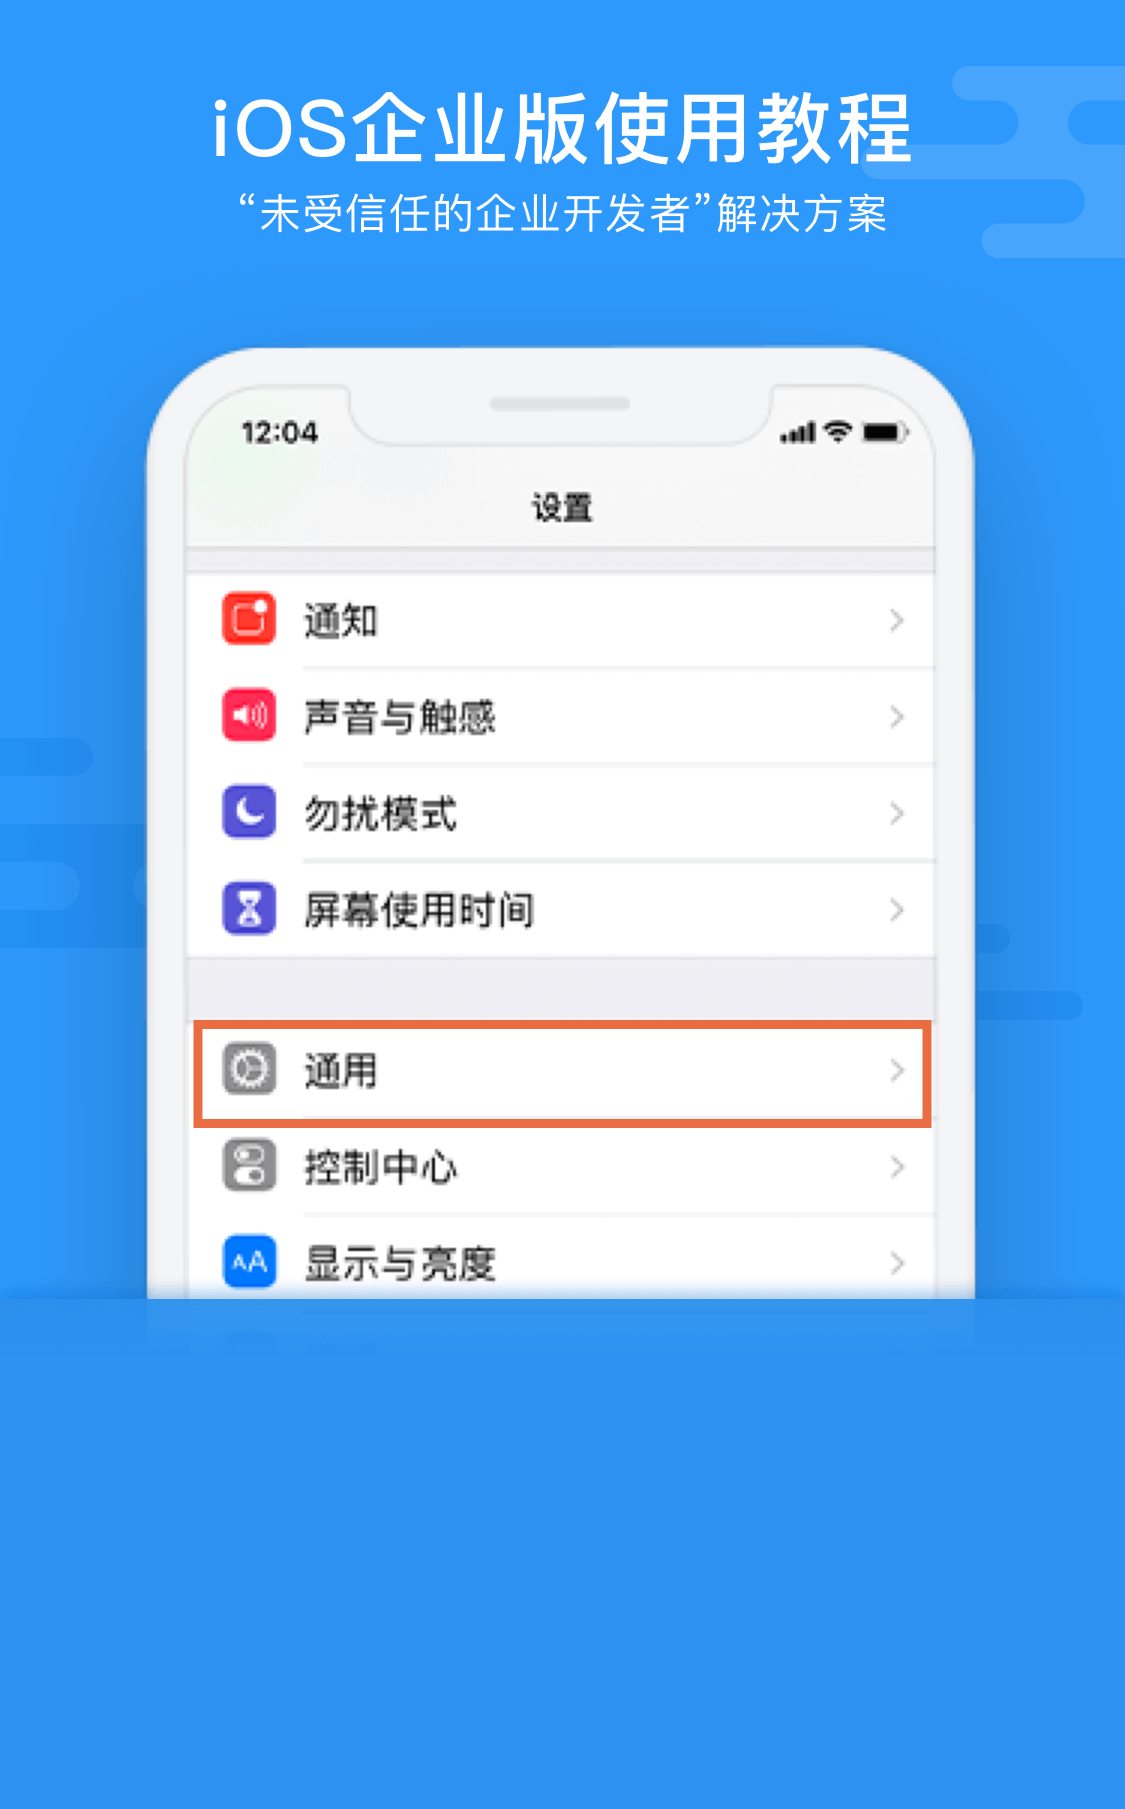 iOS企业版使用教程
“未受信任的企业开发者”解决方案
12:04
设置
通知
声音与触感
勿扰模式
屏幕使用时间
通用
控制中心
AA
显示与亮度